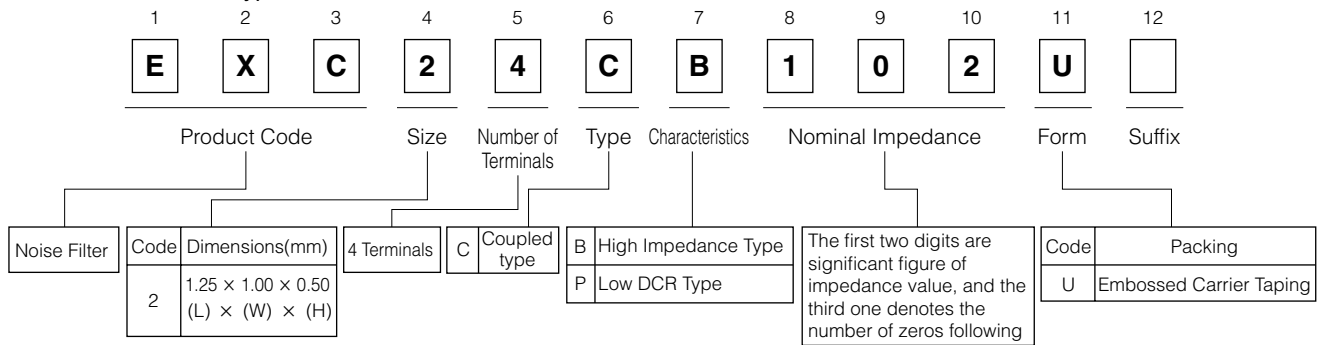 1 2 3 4 5 6 7 8 9 10 11 12
E X C 2 4 C B 1 0 2 U
Product Code Size Number of Terminals Type Characteristics Nominal Impedance Form Suffix
Noise Filter
Code Dimensions(mm)
2 1.25 × 1.00 × 0.50
(L) × (W) × (H)
4 Terminals
C Coupled type
B High Impedance Type
P Low DCR Type
The first two digits are
significant figure of
impedance value, and the
third one denotes the
number of zeros following
Code Packing
U Embossed Carrier Taping